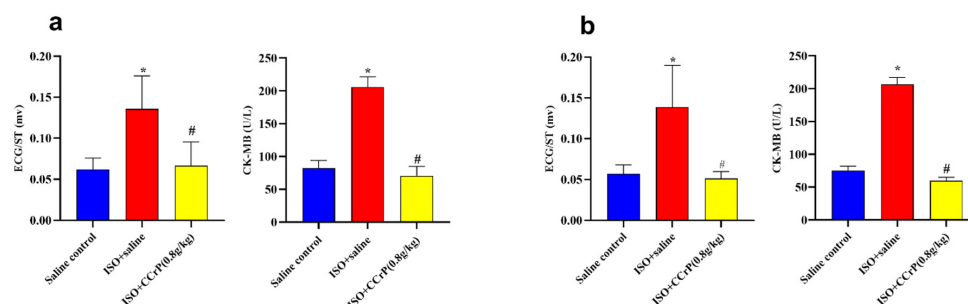 a
b
ECG/ST (mv)
0.20
0.15
0.10
0.05
0.00
*
#
Saline control
ISO+saline
ISO+CCrP(0.8g/kg)
CK-MB (U/L)
250
200
150
100
50
0
*
#
Saline control
ISO+saline
ISO+CCrP(0.8g/kg)
ECG/ST (mv)
0.20
0.15
0.10
0.05
0.00
*
#
Saline control
ISO+saline
ISO+CCrP(0.8g/kg)
CK-MB (U/L)
250
200
150
100
50
0
*
#
Saline control
ISO+saline
ISO+CCrP(0.8g/kg)